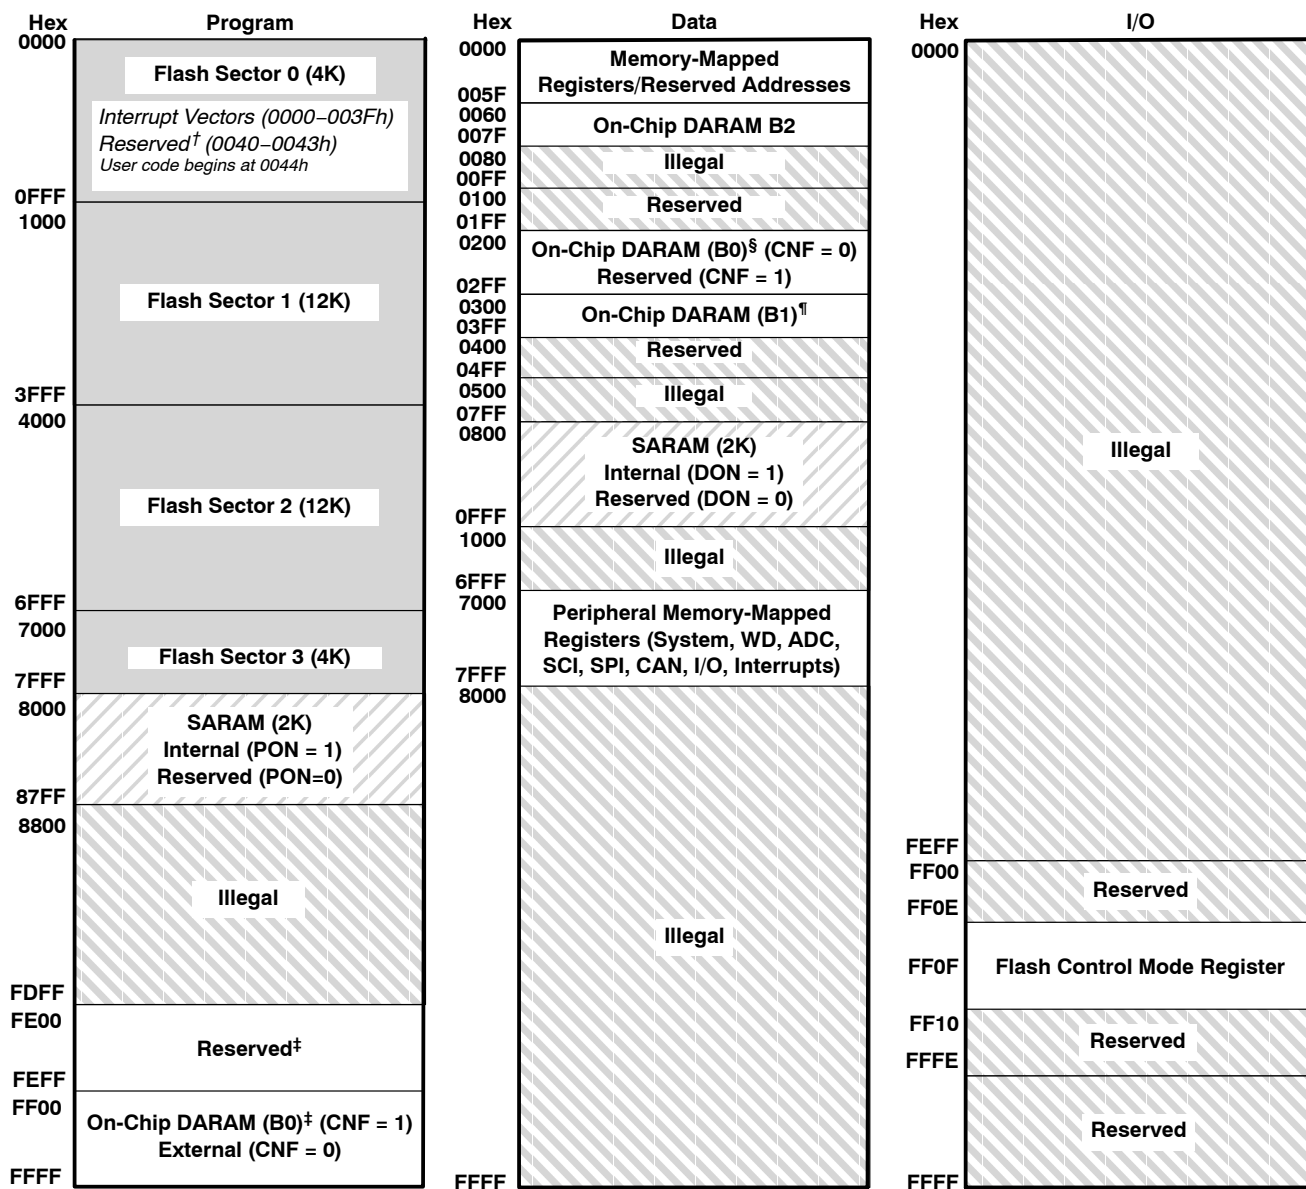 Hex Program
0000
Flash Sector 0 (4K)
Interrupt Vectors (0000–003Fh)
Reserved† (0040–0043h)
User code begins at 0044h
0FFF
1000
Flash Sector 1 (12K)
3FFF
4000
Flash Sector 2 (12K)
6FFF
7000
Flash Sector 3 (4K)
7FFF
8000
SARAM (2K)
Internal (PON = 1)
Reserved (PON=0)
87FF
8800
Illegal
FDFF
FE00
Reserved‡
FEFF
FF00
On-Chip DARAM (B0)‡ (CNF = 1)
External (CNF = 0)
FFFF
Hex Data
0000
Memory-Mapped
Registers/Reserved Addresses
005F
0060
On-Chip DARAM B2
007F
0080
Illegal
00FF
0100
Reserved
01FF
0200
On-Chip DARAM (B0)§ (CNF = 0)
Reserved (CNF = 1)
02FF
0300
On-Chip DARAM (B1)¶
03FF
0400
Reserved
04FF
0500
Illegal
07FF
0800
SARAM (2K)
Internal (DON = 1)
Reserved (DON = 0)
0FFF
1000
Illegal
6FFF
7000
Peripheral Memory-Mapped
Registers (System, WD, ADC,
SCI, SPI, CAN, I/O, Interrupts)
7FFF
8000
Illegal
FFFF
Hex I/O
0000
Illegal
FEFF
FF00
Reserved
FF0E
FF0F Flash Control Mode Register
FF10
Reserved
FFFE
Reserved
FFFF